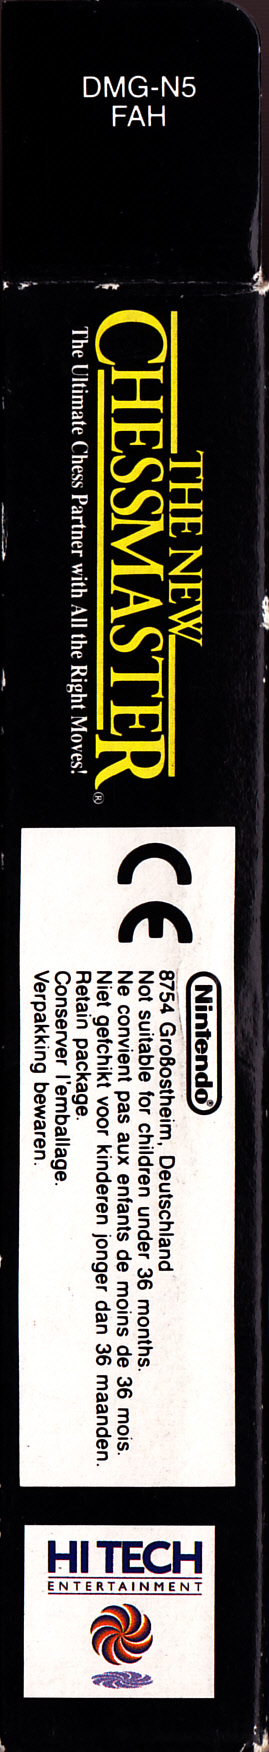 DMG-N5
FAH
THE NEW
CHESSMASTER®
The Ultimate Chess Partner with All the Right Moves!
CE
Nintendo®
8754 Großostheim, Deutschland
Not suitable for children under 36 months.
Ne convient pas aux enfants de moins de 36 mois.
Niet gefchikt voor kinderen jonger dan 36 maanden.
Retain package.
Conserver l'emballage.
Verpakking bewaren.
HI TECH
ENTERTAINMENT